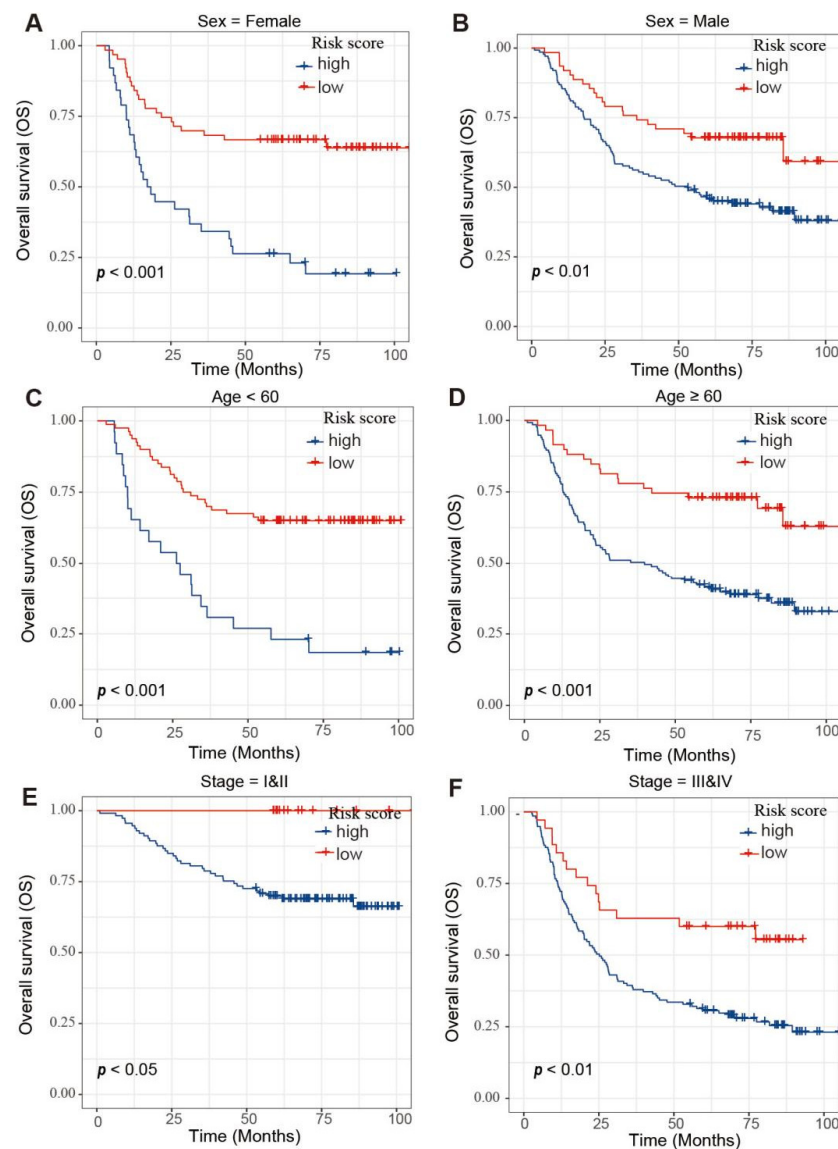 A
Sex = Female
Risk score
high
low
Overall survival (OS)
1.00
0.75
0.50
0.25
0.00
p < 0.001
0 25 50 75 100
Time (Months)
B
Sex = Male
Risk score
high
low
Overall survival (OS)
1.00
0.75
0.50
0.25
0.00
p < 0.01
0 25 50 75 100
Time (Months)
C
Age < 60
Risk score
high
low
Overall survival (OS)
1.00
0.75
0.50
0.25
0.00
p < 0.001
0 25 50 75 100
Time (Months)
D
Age ≥ 60
Risk score
high
low
Overall survival (OS)
1.00
0.75
0.50
0.25
0.00
p < 0.001
0 25 50 75 100
Time (Months)
E
Stage = I&II
Risk score
high
low
Overall survival (OS)
1.00
0.75
0.50
0.25
0.00
p < 0.05
0 25 50 75 100
Time (Months)
F
Stage = III&IV
Risk score
high
low
Overall survival (OS)
1.00
0.75
0.50
0.25
0.00
p < 0.01
0 25 50 75 100
Time (Months)